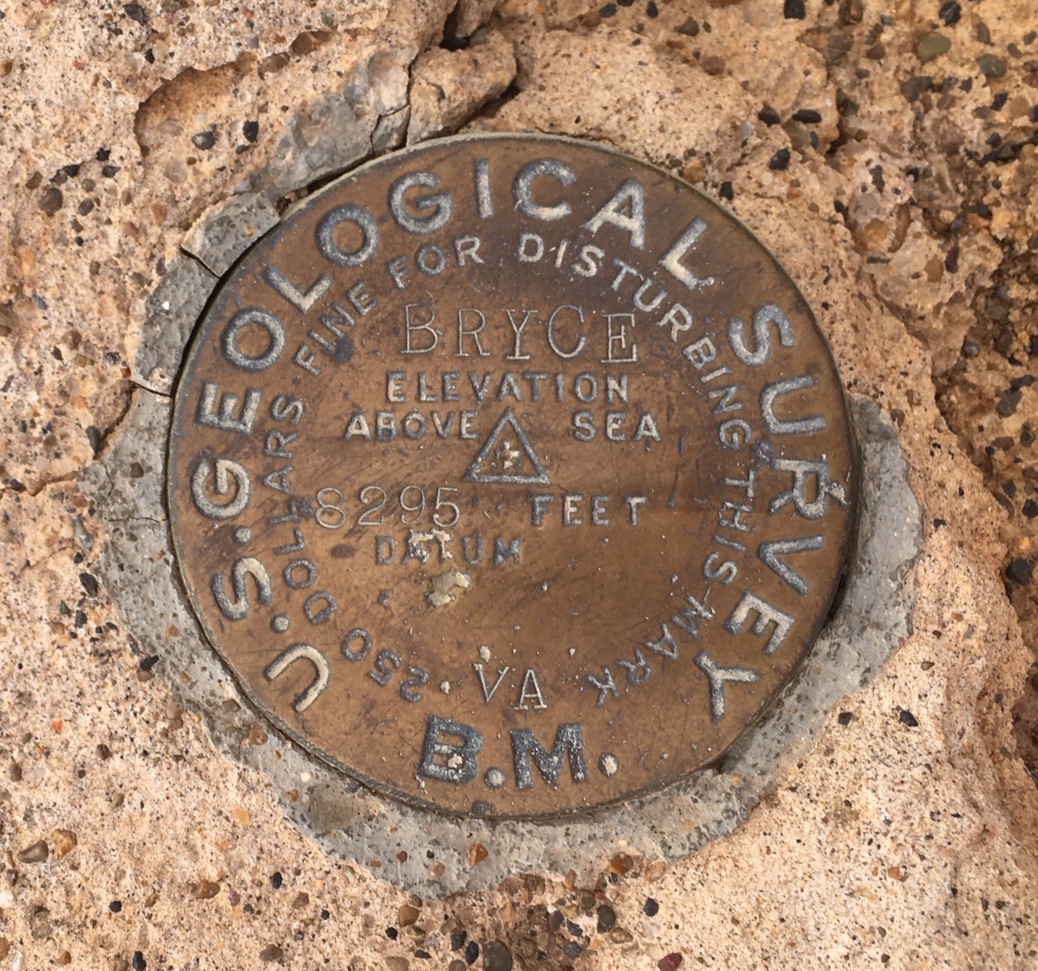 U.S.GEOLOGICAL SURVEY
250 DOLLARS FINE FOR DISTURBING THIS MARK
BRYCE
ELEVATION
ABOVE SEA
8295 FEET
DATUM
VA
B.M.